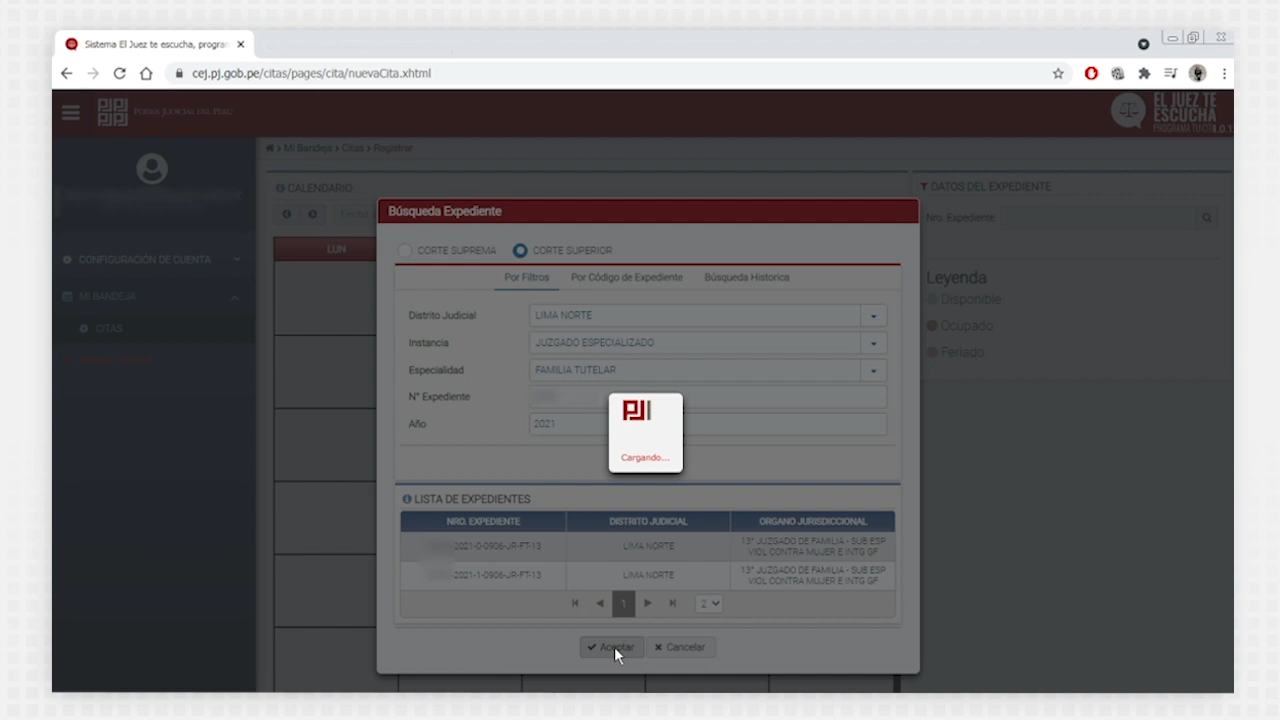 Sistema El Juez te escucha, progra
cej.pj.gob.pe/citas/pages/cita/nuevaCita.xhtml
PODER JUDICIAL DEL PERÚ
EL JUEZ TE
ESCUCHA
PROGRAMA TU CITA
Mi Bandeja > Citas > Registrar
CALENDARIO
DATOS DEL EXPEDIENTE
Nro. Expediente
LUN
CONFIGURACIÓN DE CUENTA
MI BANDEJA
CITAS
Leyenda
Disponible
Ocupado
Feriado
Búsqueda Expediente
CORTE SUPREMA
CORTE SUPERIOR
Por Filtros
Por Código de Expediente
Búsqueda Historica
Distrito Judicial
LIMA NORTE
Instancia
JUZGADO ESPECIALIZADO
Especialidad
FAMILIA TUTELAR
N° Expediente
Año
2021
Cargando...
LISTA DE EXPEDIENTES
NRO. EXPEDIENTE DISTRITO JUDICIAL ORGANO JURISDICCIONAL
-2021-0-0906-JR-FT-13 LIMA NORTE 13° JUZGADO DE FAMILIA - SUB ESP
VIOL CONTRA MUJER E INTG GF
-2021-1-0906-JR-FT-13 LIMA NORTE 13° JUZGADO DE FAMILIA - SUB ESP
VIOL CONTRA MUJER E INTG GF
1
2
Aceptar
Cancelar